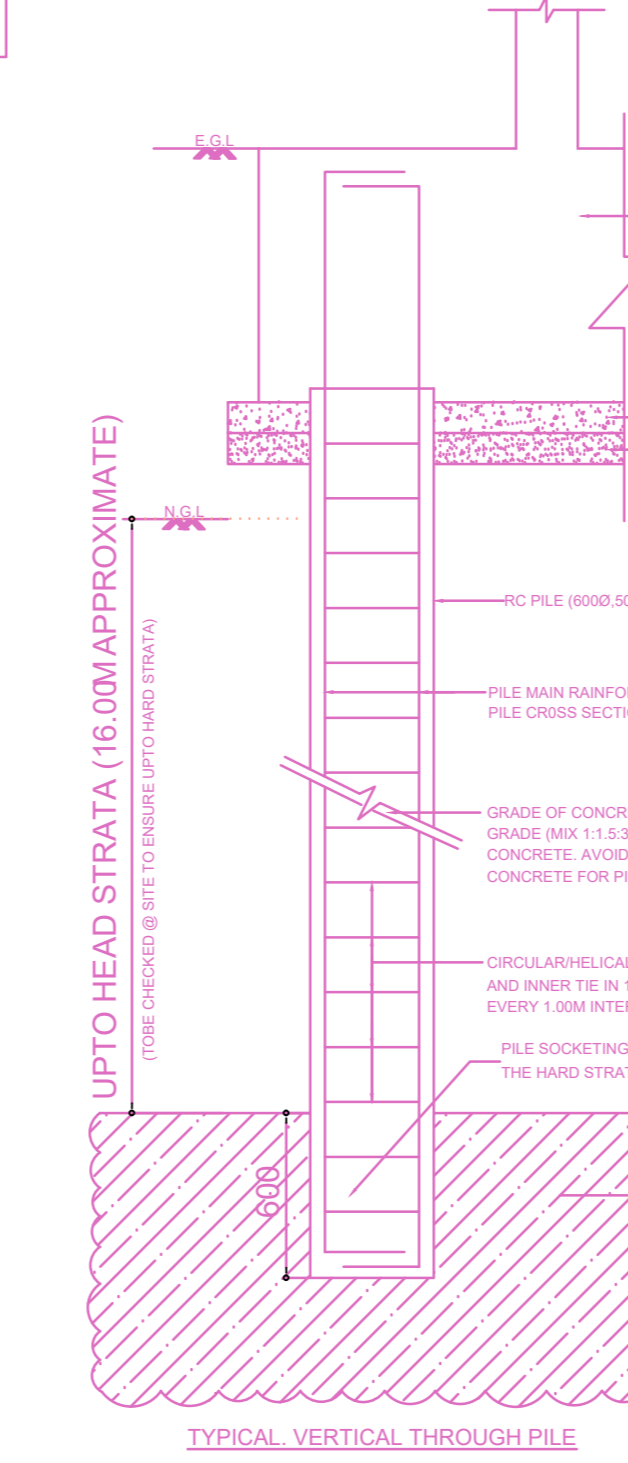 E.G.L
N.G.L
UPTO HEAD STRATA (16.00M APPROXIMATE)
(TOBE CHECKED @ SITE TO ENSURE UPTO HARD STRATA)
RC PILE (600Ø,50
PILE MAIN RAINFO
PILE CR0SS SECTI
GRADE OF CONCR
GRADE (MIX 1:1.5:3
CONCRETE. AVOID
CONCRETE FOR PI
CIRCULAR/HELICAL
AND INNER TIE IN 1
EVERY 1.00M INTE
PILE SOCKETING
THE HARD STRAT
600
TYPICAL. VERTICAL THROUGH PILE